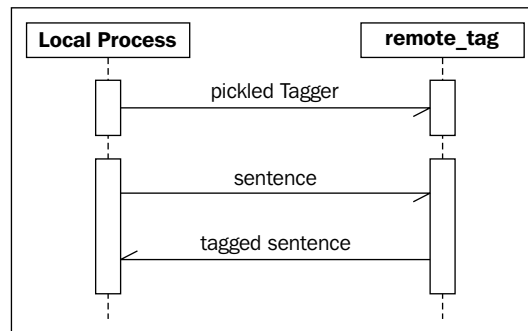 Local Process
remote_tag
pickled Tagger
sentence
tagged sentence